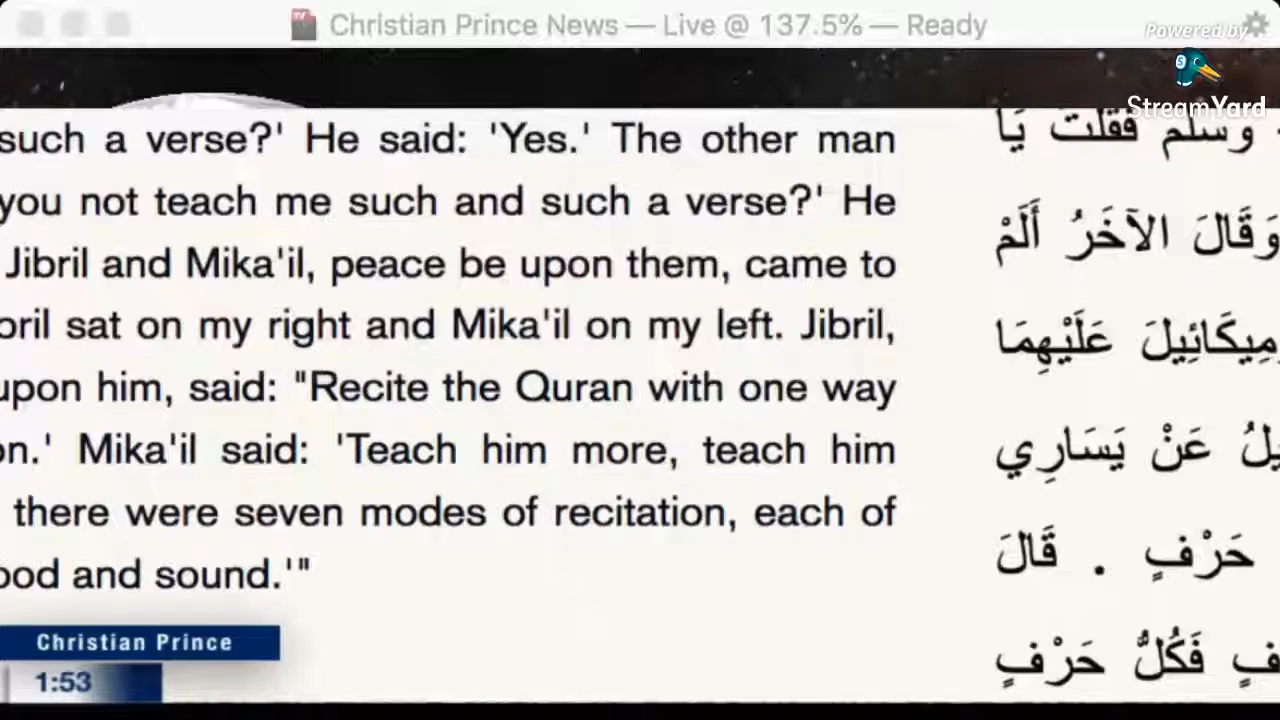 Christian Prince News — Live @ 137.5% — Ready
Powered by
StreamYard
such a verse?' He said: 'Yes.' The other man
you not teach me such and such a verse?' He
Jibril and Mika'il, peace be upon them, came to
sat on my right and Mika'il on my left. Jibril,
upon him, said: "Recite the Quran with one way
Mika'il said: 'Teach him more, teach him
there were seven modes of recitation, each of
and sound.'"
وسلم فقلت يا
وَقَالَ الآخَرُ أَلَمْ
وَمِيكَائِيلَ عَلَيْهِمَا
عَنْ يَسَارِي
حَرْفٍ . قَالَ
فَكُلُّ حَرْفٍ
Christian Prince
1:53